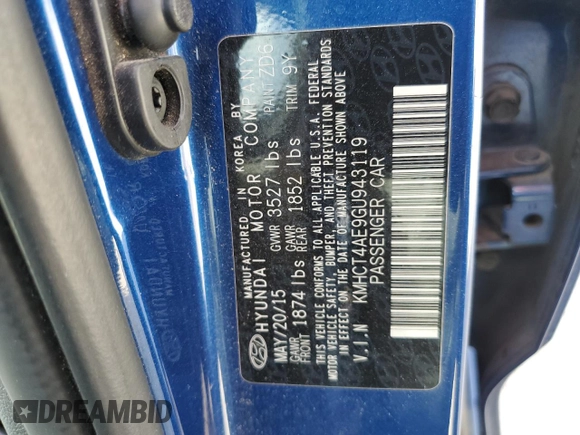 MANUFACTURED IN KOREA BY
HYUNDAI MOTOR COMPANY
MAY/20/15 GVWR 3527 lbs PAINT ZD6
GAWR FRONT 1874 lbs GAWR REAR 1852 lbs TRIM 9Y
THIS VEHICLE CONFORMS TO ALL APPLICABLE U.S.A. FEDERAL
MOTOR VEHICLE SAFETY, BUMPER, AND THEFT PREVENTION STANDARDS
IN EFFECT ON THE DATE OF MANUFACTURE SHOWN ABOVE
V.I.N KMHCT4AE9GU943119
PASSENGER CAR
HYUNDAI
DREAMBID